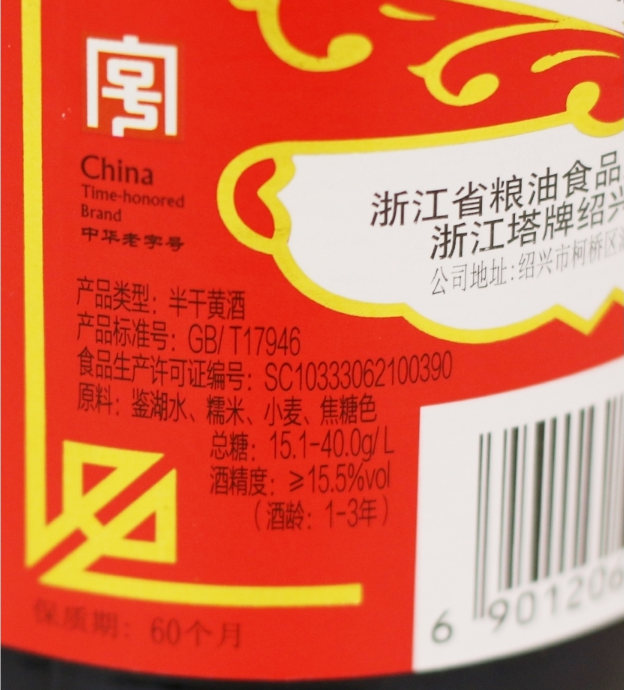 China
Time-honored
Brand
中华老字号
浙江省粮油食品
浙江塔牌绍兴
公司地址:绍兴市柯桥区
产品类型：半干黄酒
产品标准号：GB/T17946
食品生产许可证编号：SC10333062100390
原料：鉴湖水、糯米、小麦、焦糖色
总糖：15.1-40.0g/L
酒精度：≥15.5%vol
（酒龄：1-3年）
保质期：60个月
6 901206